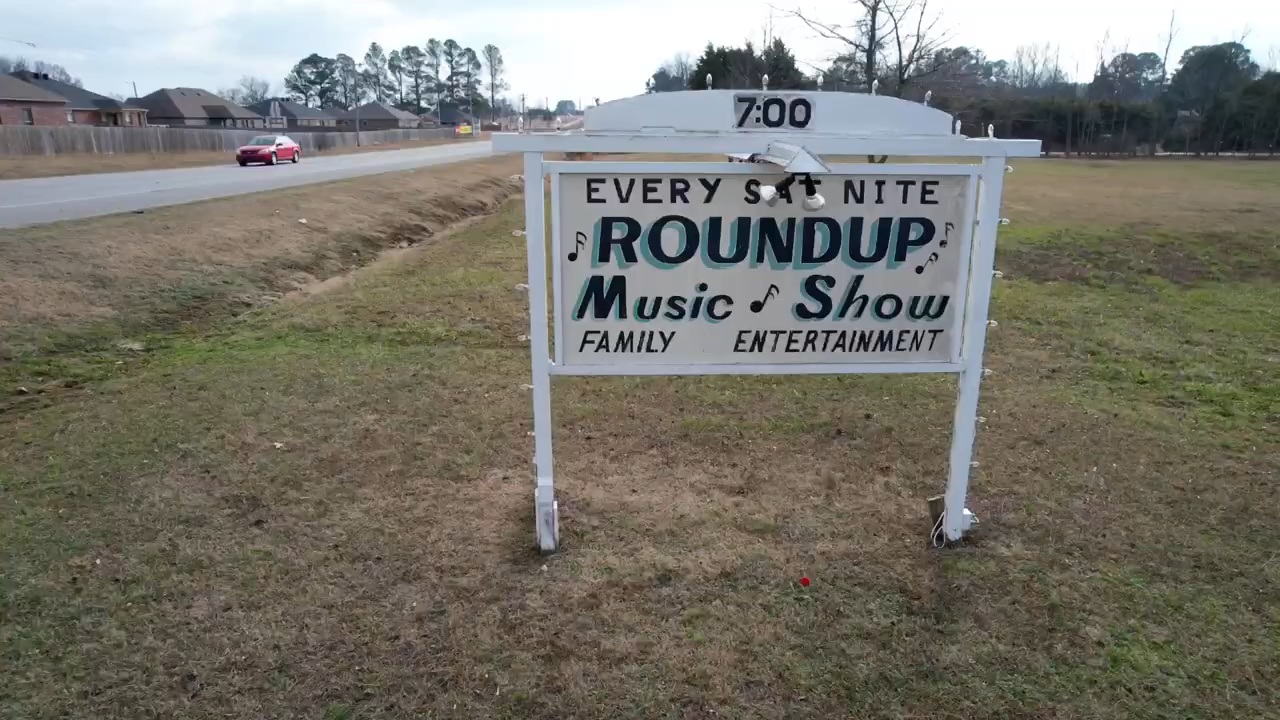 7:00
EVERY SAT NITE
ROUNDUP
Music Show
FAMILY ENTERTAINMENT